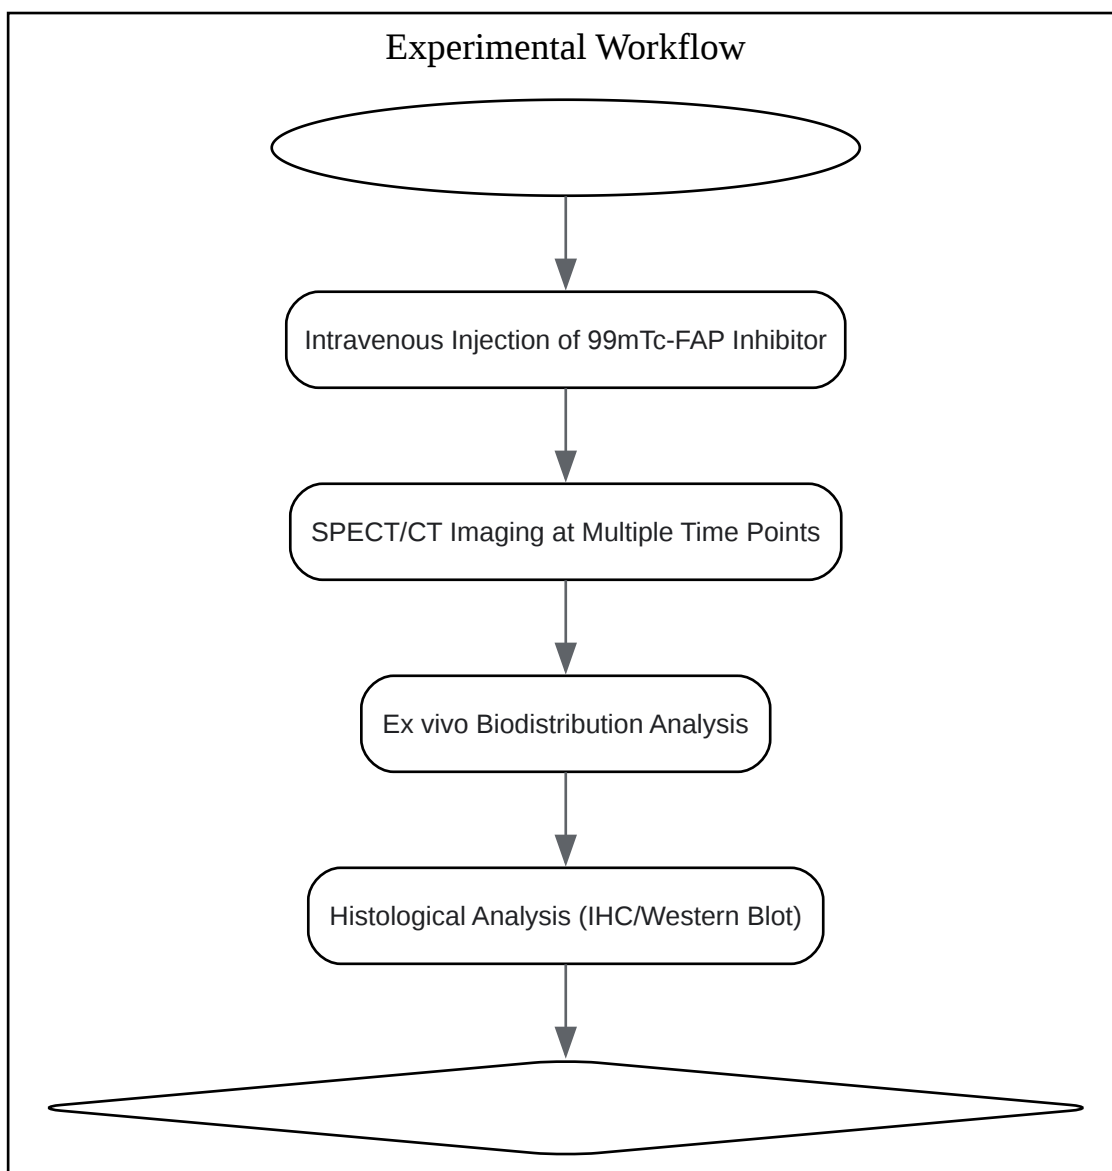 Experimental Workflow
Intravenous Injection of 99mTc-FAP Inhibitor
SPECT/CT Imaging at Multiple Time Points
Ex vivo Biodistribution Analysis
Histological Analysis (IHC/Western Blot)